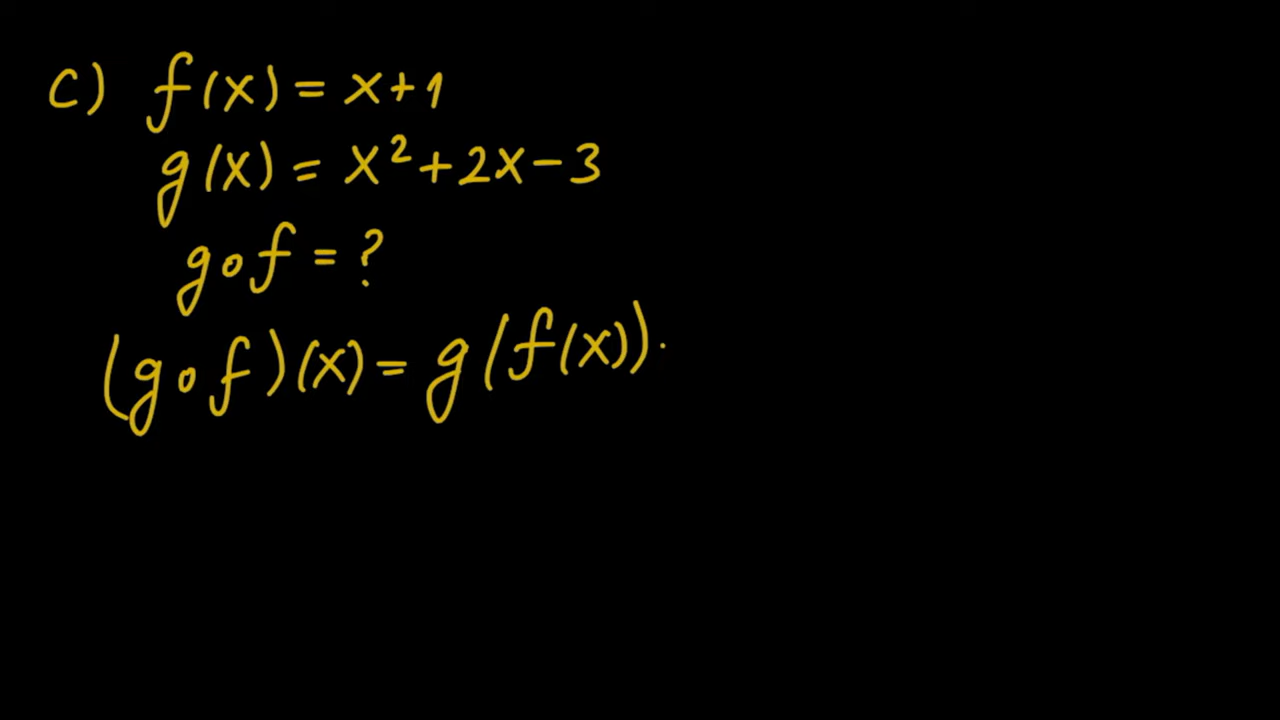 c) f(x) = x+1
g(x) = x²+2x-3
g∘f = ?
(g∘f)(x) = g(f(x)).